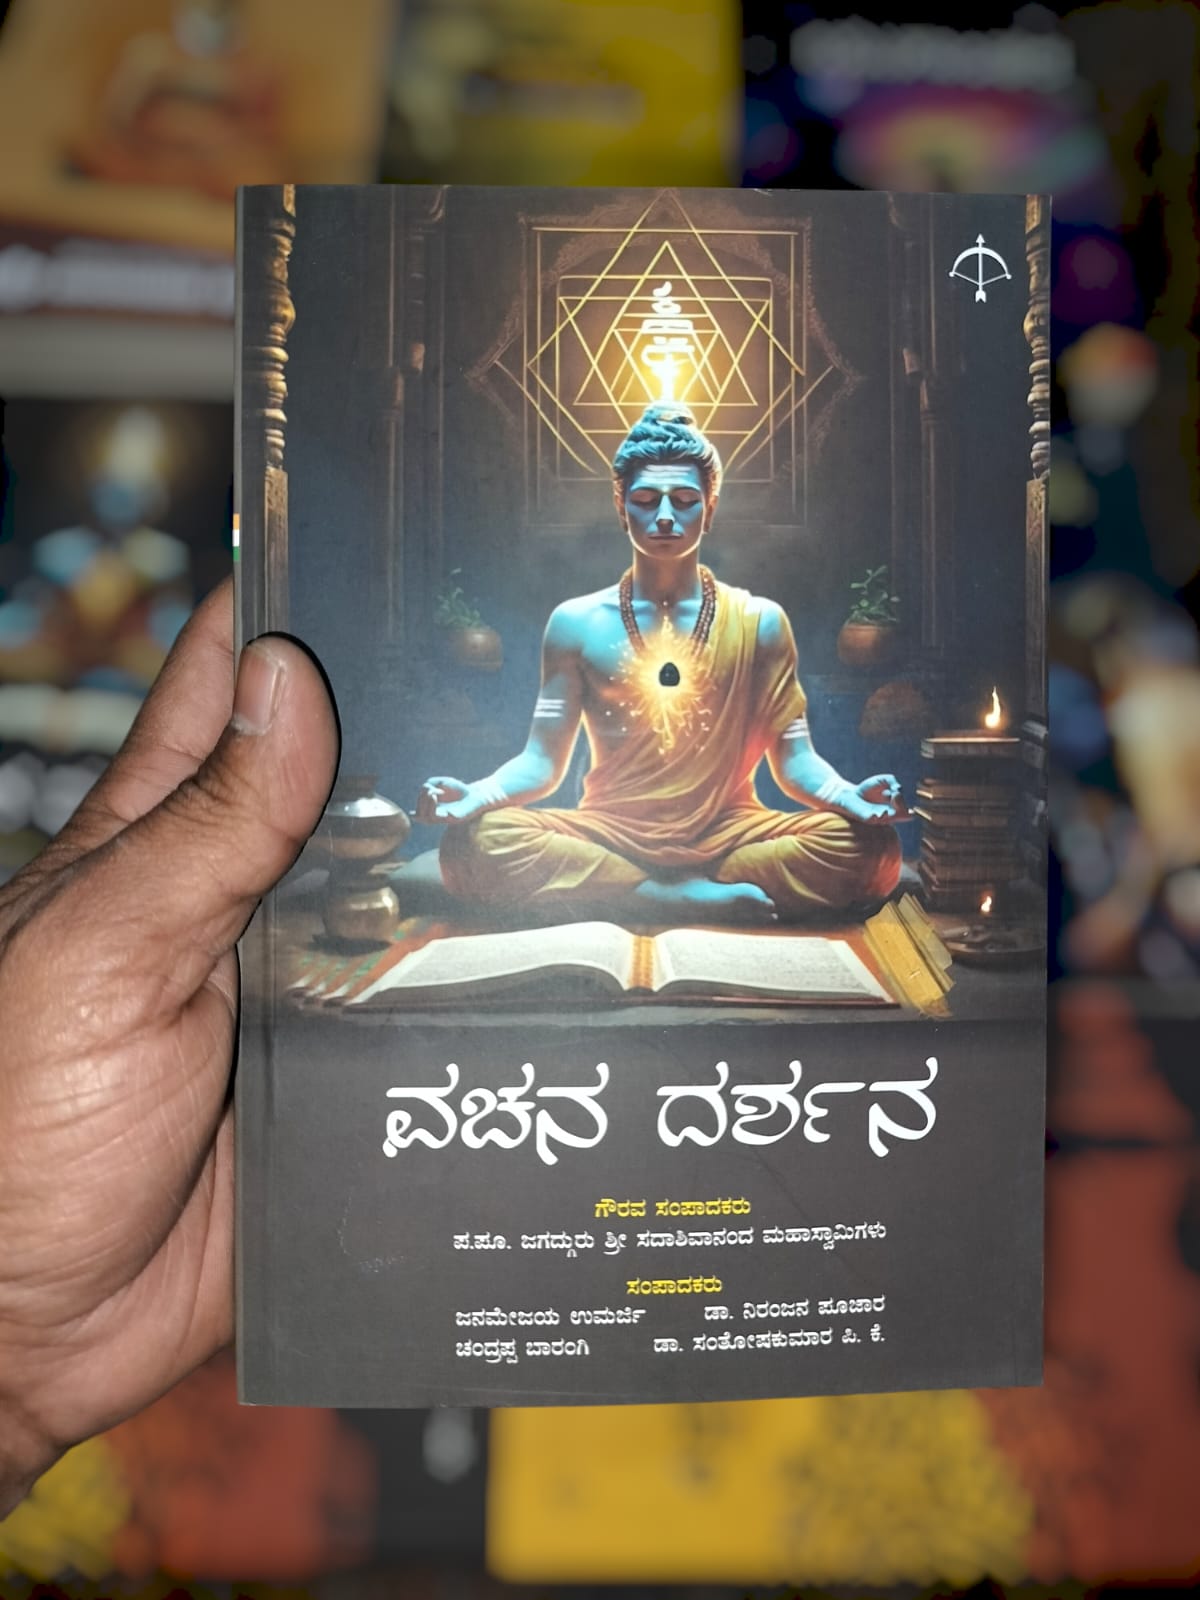 ವಚನ ದರ್ಶನ
ಗೌರವ ಸಂಪಾದಕರು
ಪ.ಪೂ. ಜಗದ್ಗುರು ಶ್ರೀ ಸದಾಶಿವಾನಂದ ಮಹಾಸ್ವಾಮಿಗಳು
ಸಂಪಾದಕರು
ಜನಮೇಜಯ ಉಮರ್ಜಿ ಡಾ. ನಿರಂಜನ ಪೂಜಾರ
ಚಂದ್ರಪ್ಪ ಬಾರಂಗಿ ಡಾ. ಸಂತೋಷಕುಮಾರ ಪಿ. ಕೆ.